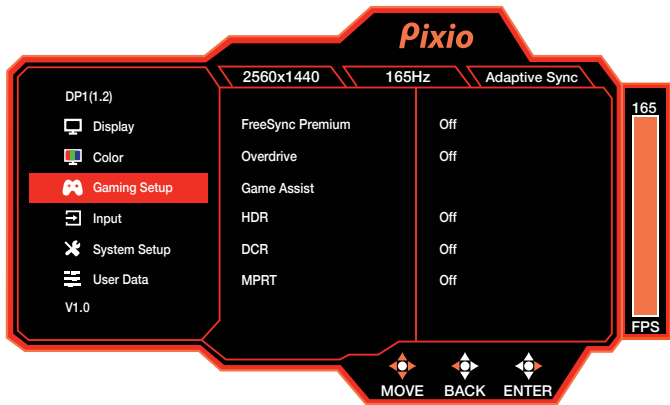 Pixio
2560x1440 165Hz Adaptive Sync
DP1(1.2)
Display
Color
Gaming Setup
Input
System Setup
User Data
V1.0
FreeSync Premium Off
Overdrive Off
Game Assist
HDR Off
DCR Off
MPRT Off
165
FPS
MOVE BACK ENTER